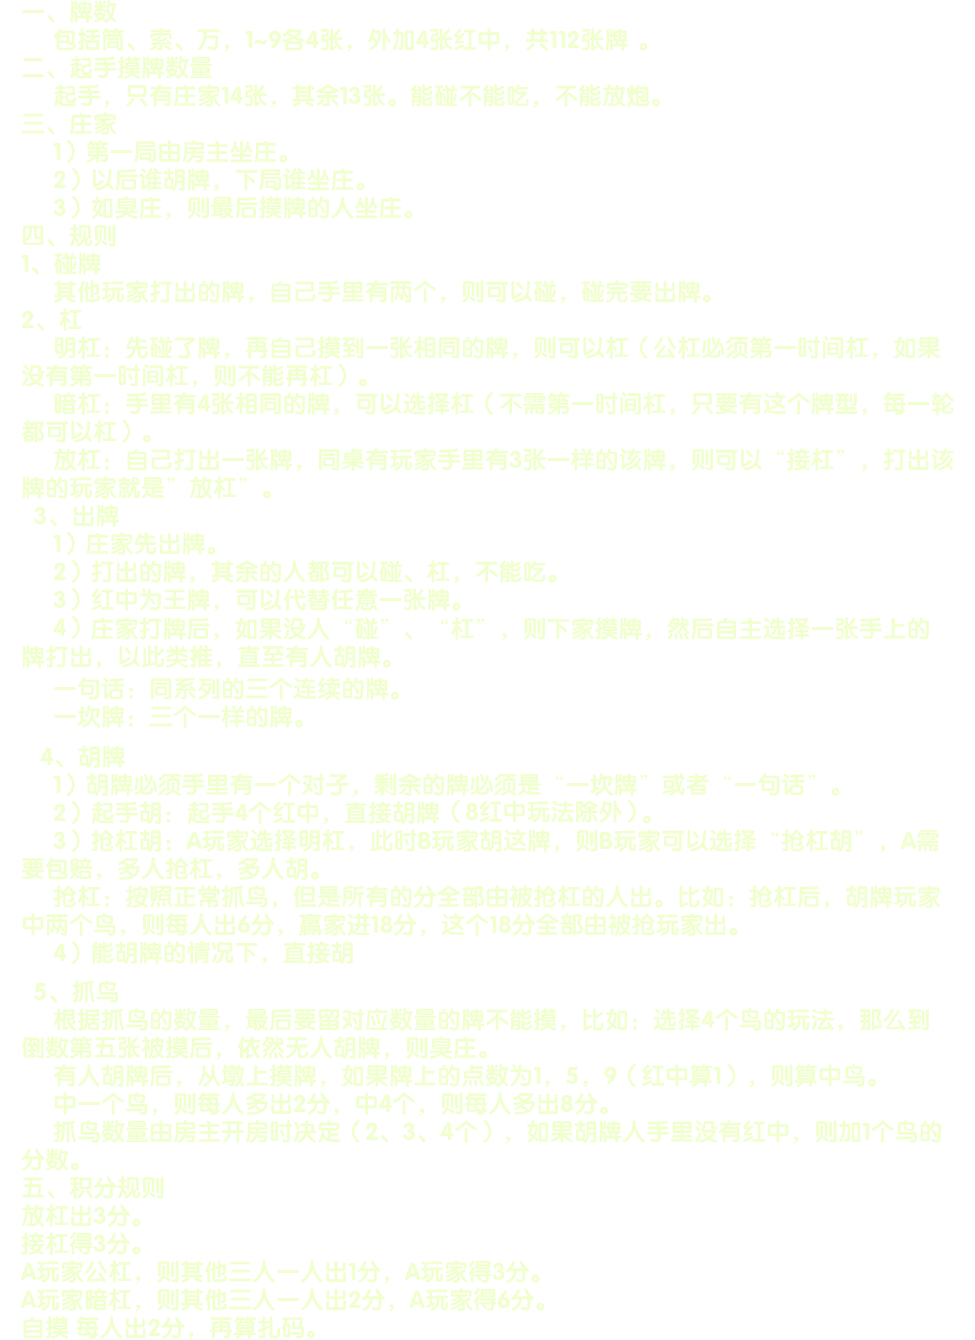 一、牌数
包括筒、索、万，1~9各4张，外加4张红中，共112张牌 。
二、起手摸牌数量
起手，只有庄家14张，其余13张。能碰不能吃，不能放炮。
三、庄家
1）第一局由房主坐庄。
2）以后谁胡牌，下局谁坐庄。
3）如臭庄，则最后摸牌的人坐庄。
四、规则
1、碰牌
其他玩家打出的牌，自己手里有两个，则可以碰，碰完要出牌。
2、杠
明杠：先碰了牌，再自己摸到一张相同的牌，则可以杠（公杠必须第一时间杠，如果
没有第一时间杠，则不能再杠）。
暗杠：手里有4张相同的牌，可以选择杠（不需第一时间杠，只要有这个牌型，每一轮
都可以杠）。
放杠：自己打出一张牌，同桌有玩家手里有3张一样的该牌，则可以“接杠”，打出该
牌的玩家就是”放杠”。
3、出牌
1）庄家先出牌。
2）打出的牌，其余的人都可以碰、杠，不能吃。
3）红中为王牌，可以代替任意一张牌。
4）庄家打牌后，如果没人“碰”、“杠”，则下家摸牌，然后自主选择一张手上的
牌打出，以此类推，直至有人胡牌。
一句话：同系列的三个连续的牌。
一坎牌：三个一样的牌。
4、胡牌
1）胡牌必须手里有一个对子，剩余的牌必须是“一坎牌”或者“一句话”。
2）起手胡：起手4个红中，直接胡牌（8红中玩法除外）。
3）抢杠胡：A玩家选择明杠，此时B玩家胡这牌，则B玩家可以选择“抢杠胡”，A需
要包赔，多人抢杠，多人胡。
抢杠：按照正常抓鸟，但是所有的分全部由被抢杠的人出。比如：抢杠后，胡牌玩家
中两个鸟，则每人出6分，赢家进18分，这个18分全部由被抢玩家出。
4）能胡牌的情况下，直接胡
5、抓鸟
根据抓鸟的数量，最后要留对应数量的牌不能摸，比如：选择4个鸟的玩法，那么到
倒数第五张被摸后，依然无人胡牌，则臭庄。
有人胡牌后，从墩上摸牌，如果牌上的点数为1，5，9（红中算1），则算中鸟。
中一个鸟，则每人多出2分，中4个，则每人多出8分。
抓鸟数量由房主开房时决定（2、3、4个），如果胡牌人手里没有红中，则加1个鸟的
分数。
五、积分规则
放杠出3分。
接杠得3分。
A玩家公杠，则其他三人一人出1分，A玩家得3分。
A玩家暗杠，则其他三人一人出2分，A玩家得6分。
自摸 每人出2分，再算扎码。